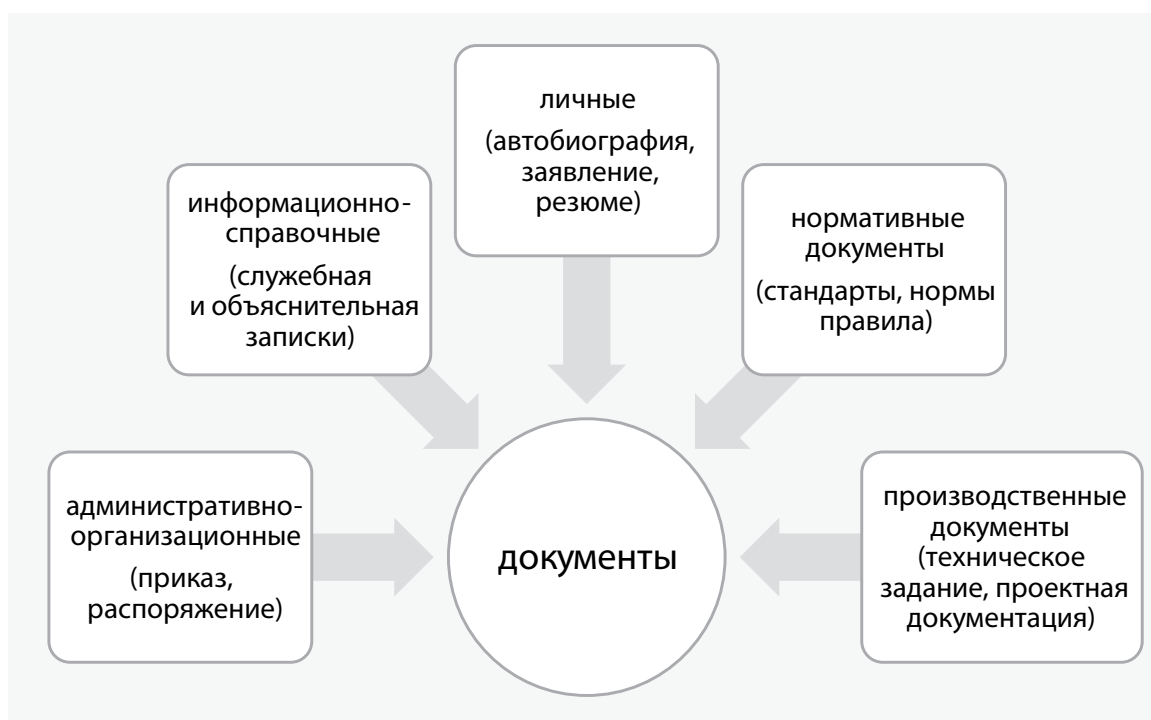 личные
(автобиография,
заявление,
резюме)
информационно-
справочные
(служебная
и объяснительная
записки)
нормативные
документы
(стандарты, нормы
правила)
административно-
организационные
(приказ,
распоряжение)
документы
производственные
документы
(техническое
задание, проектная
документация)